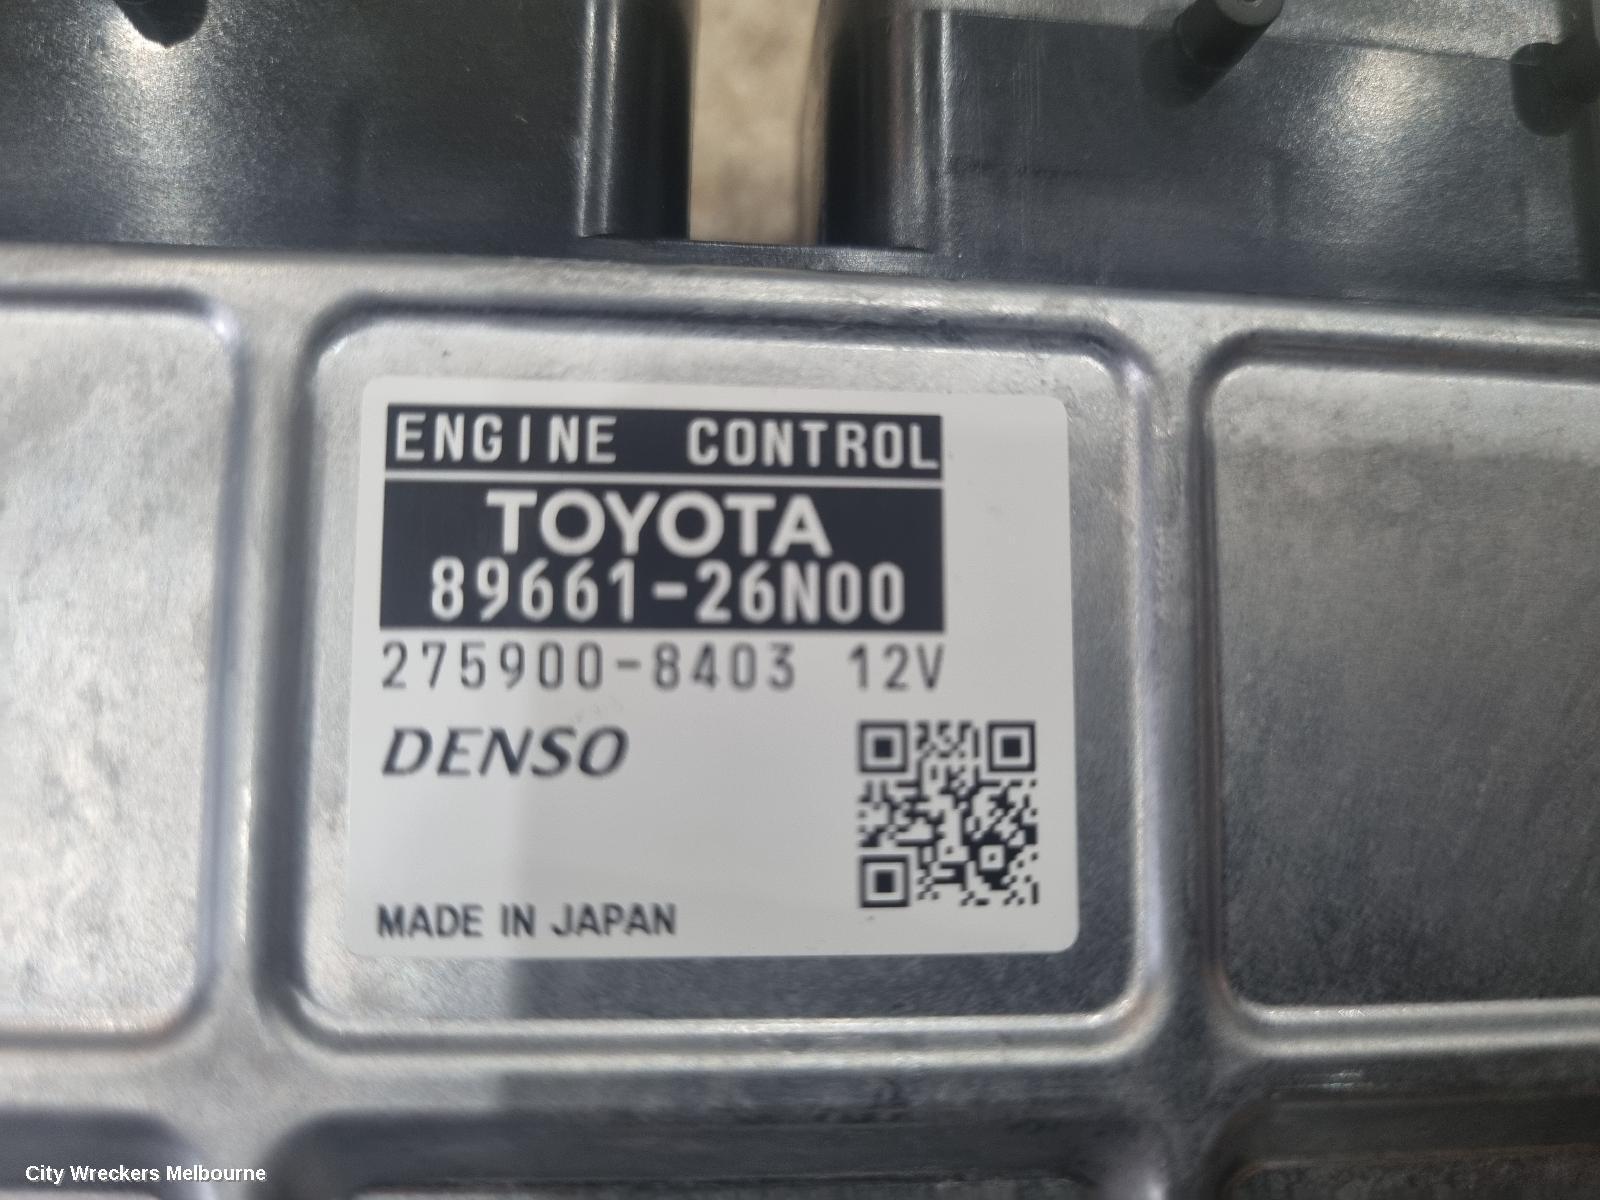 ENGINE CONTROL
TOYOTA
89661-26N00
275900-8403 12V
DENSO
MADE IN JAPAN
City Wreckers Melbourne